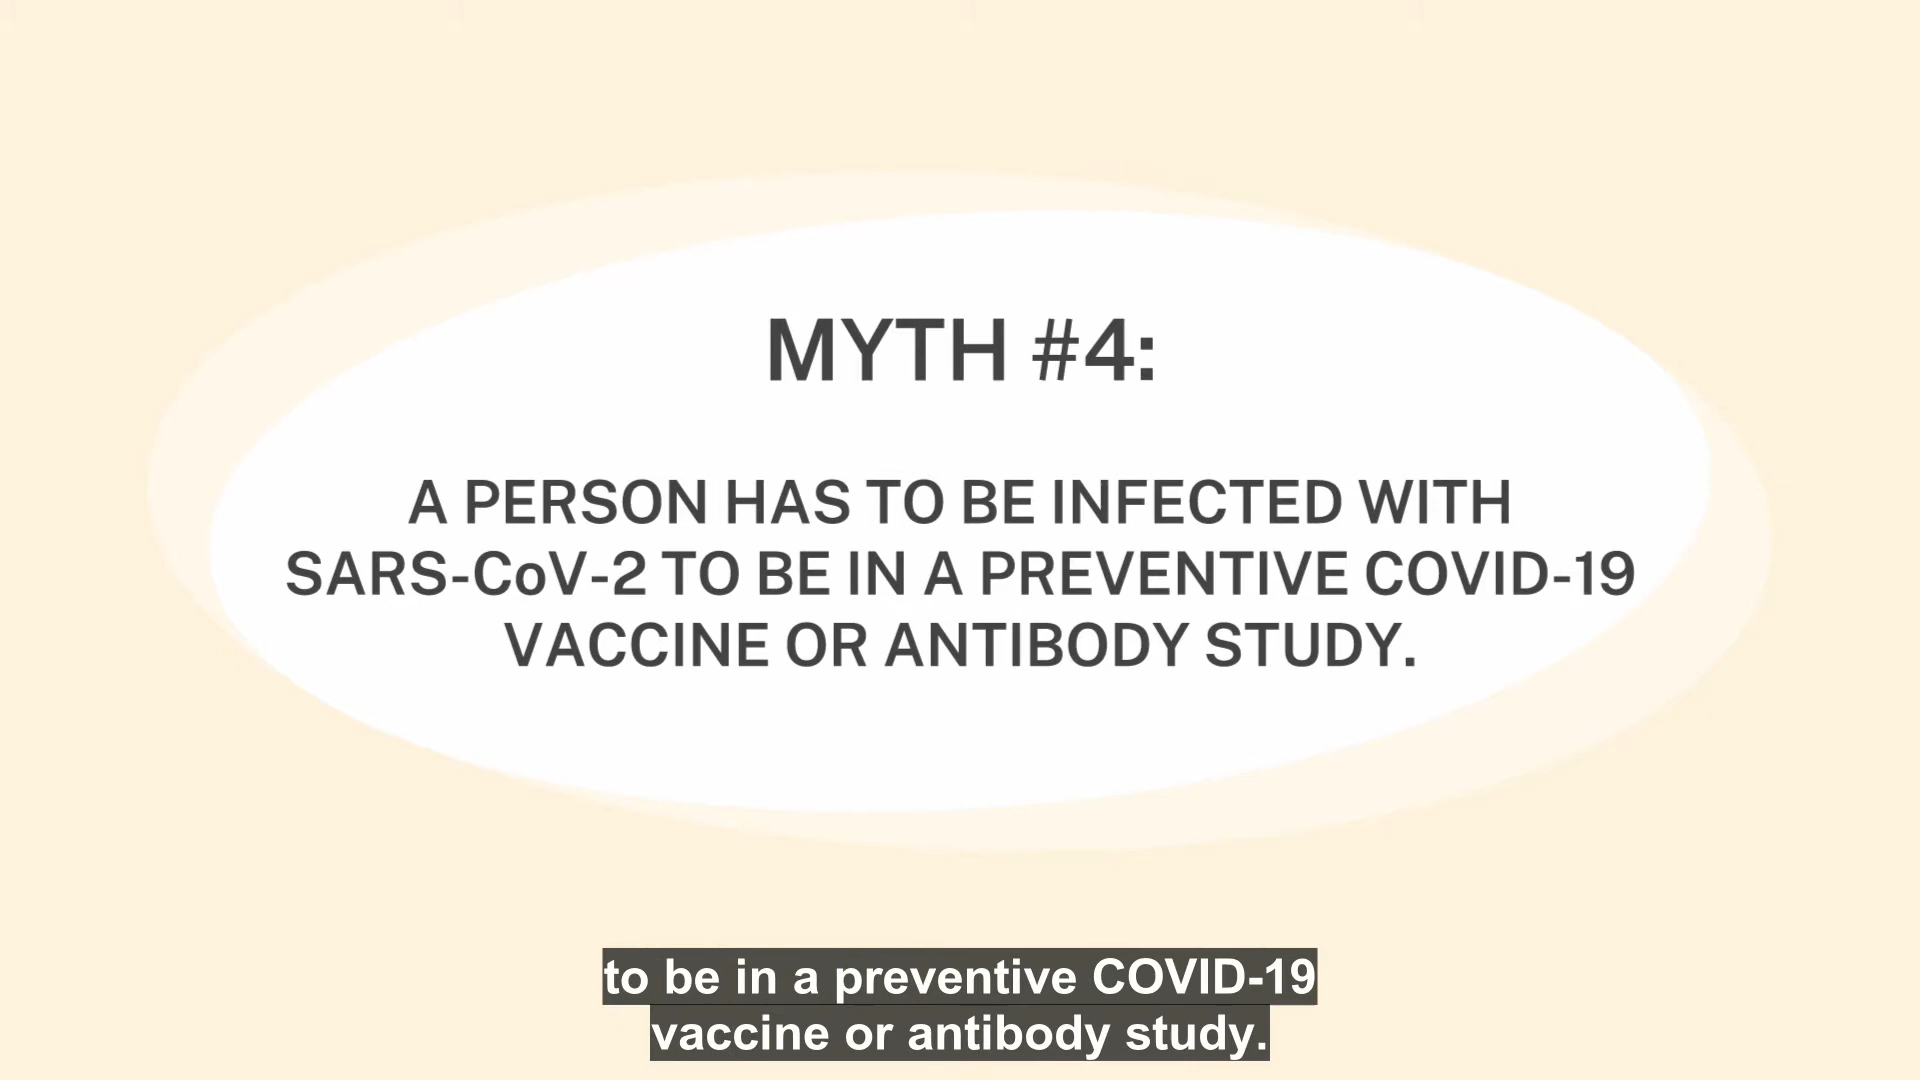 MYTH #4:
A PERSON HAS TO BE INFECTED WITH
SARS-CoV-2 TO BE IN A PREVENTIVE COVID-19
VACCINE OR ANTIBODY STUDY.
to be in a preventive COVID-19
vaccine or antibody study.